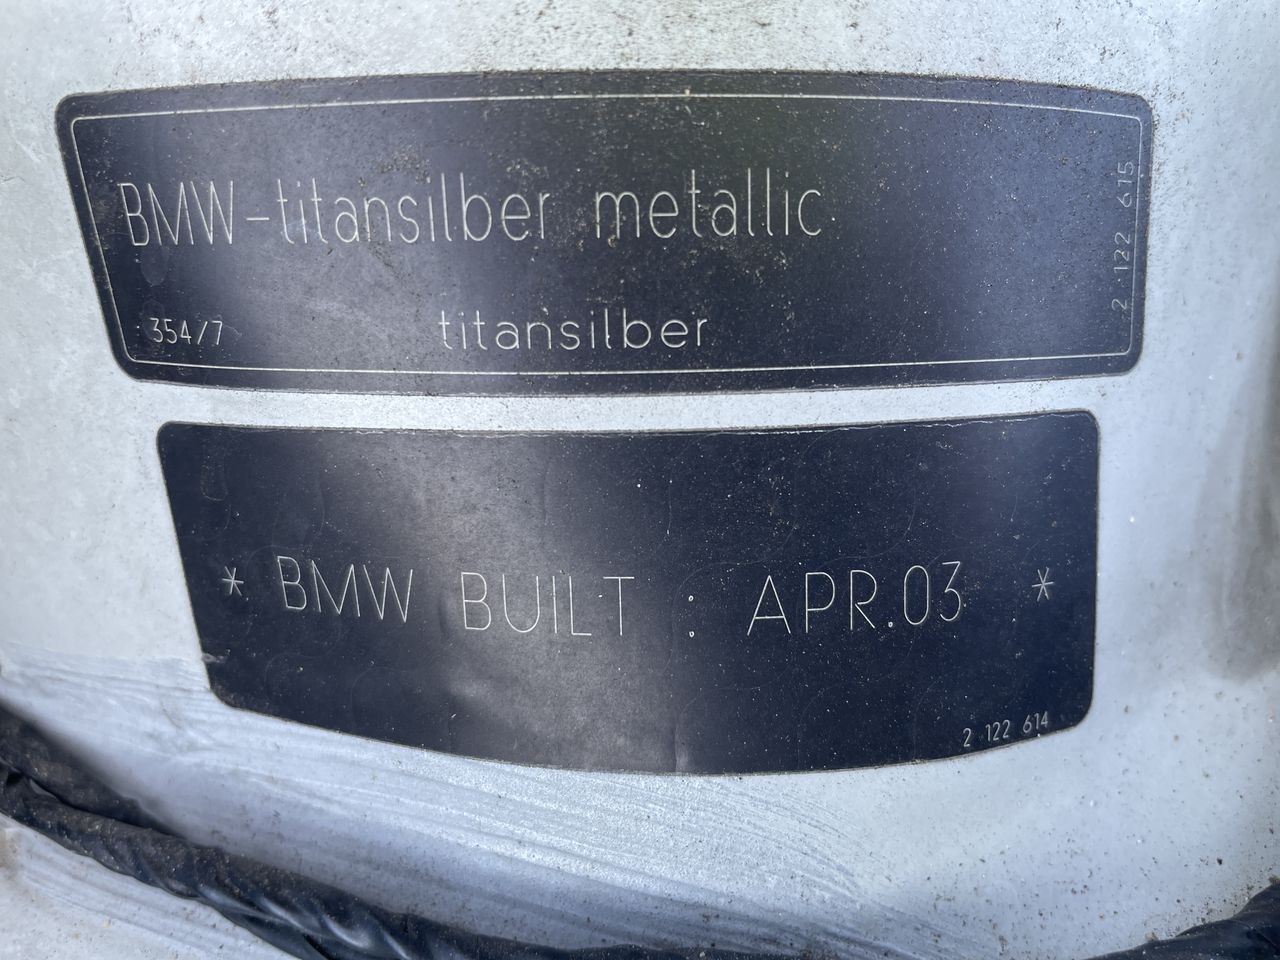 BMW-titansilber metallic
354/7 titansilber
2 122 615
* BMW BUILT : APR.03 *
2 122 614